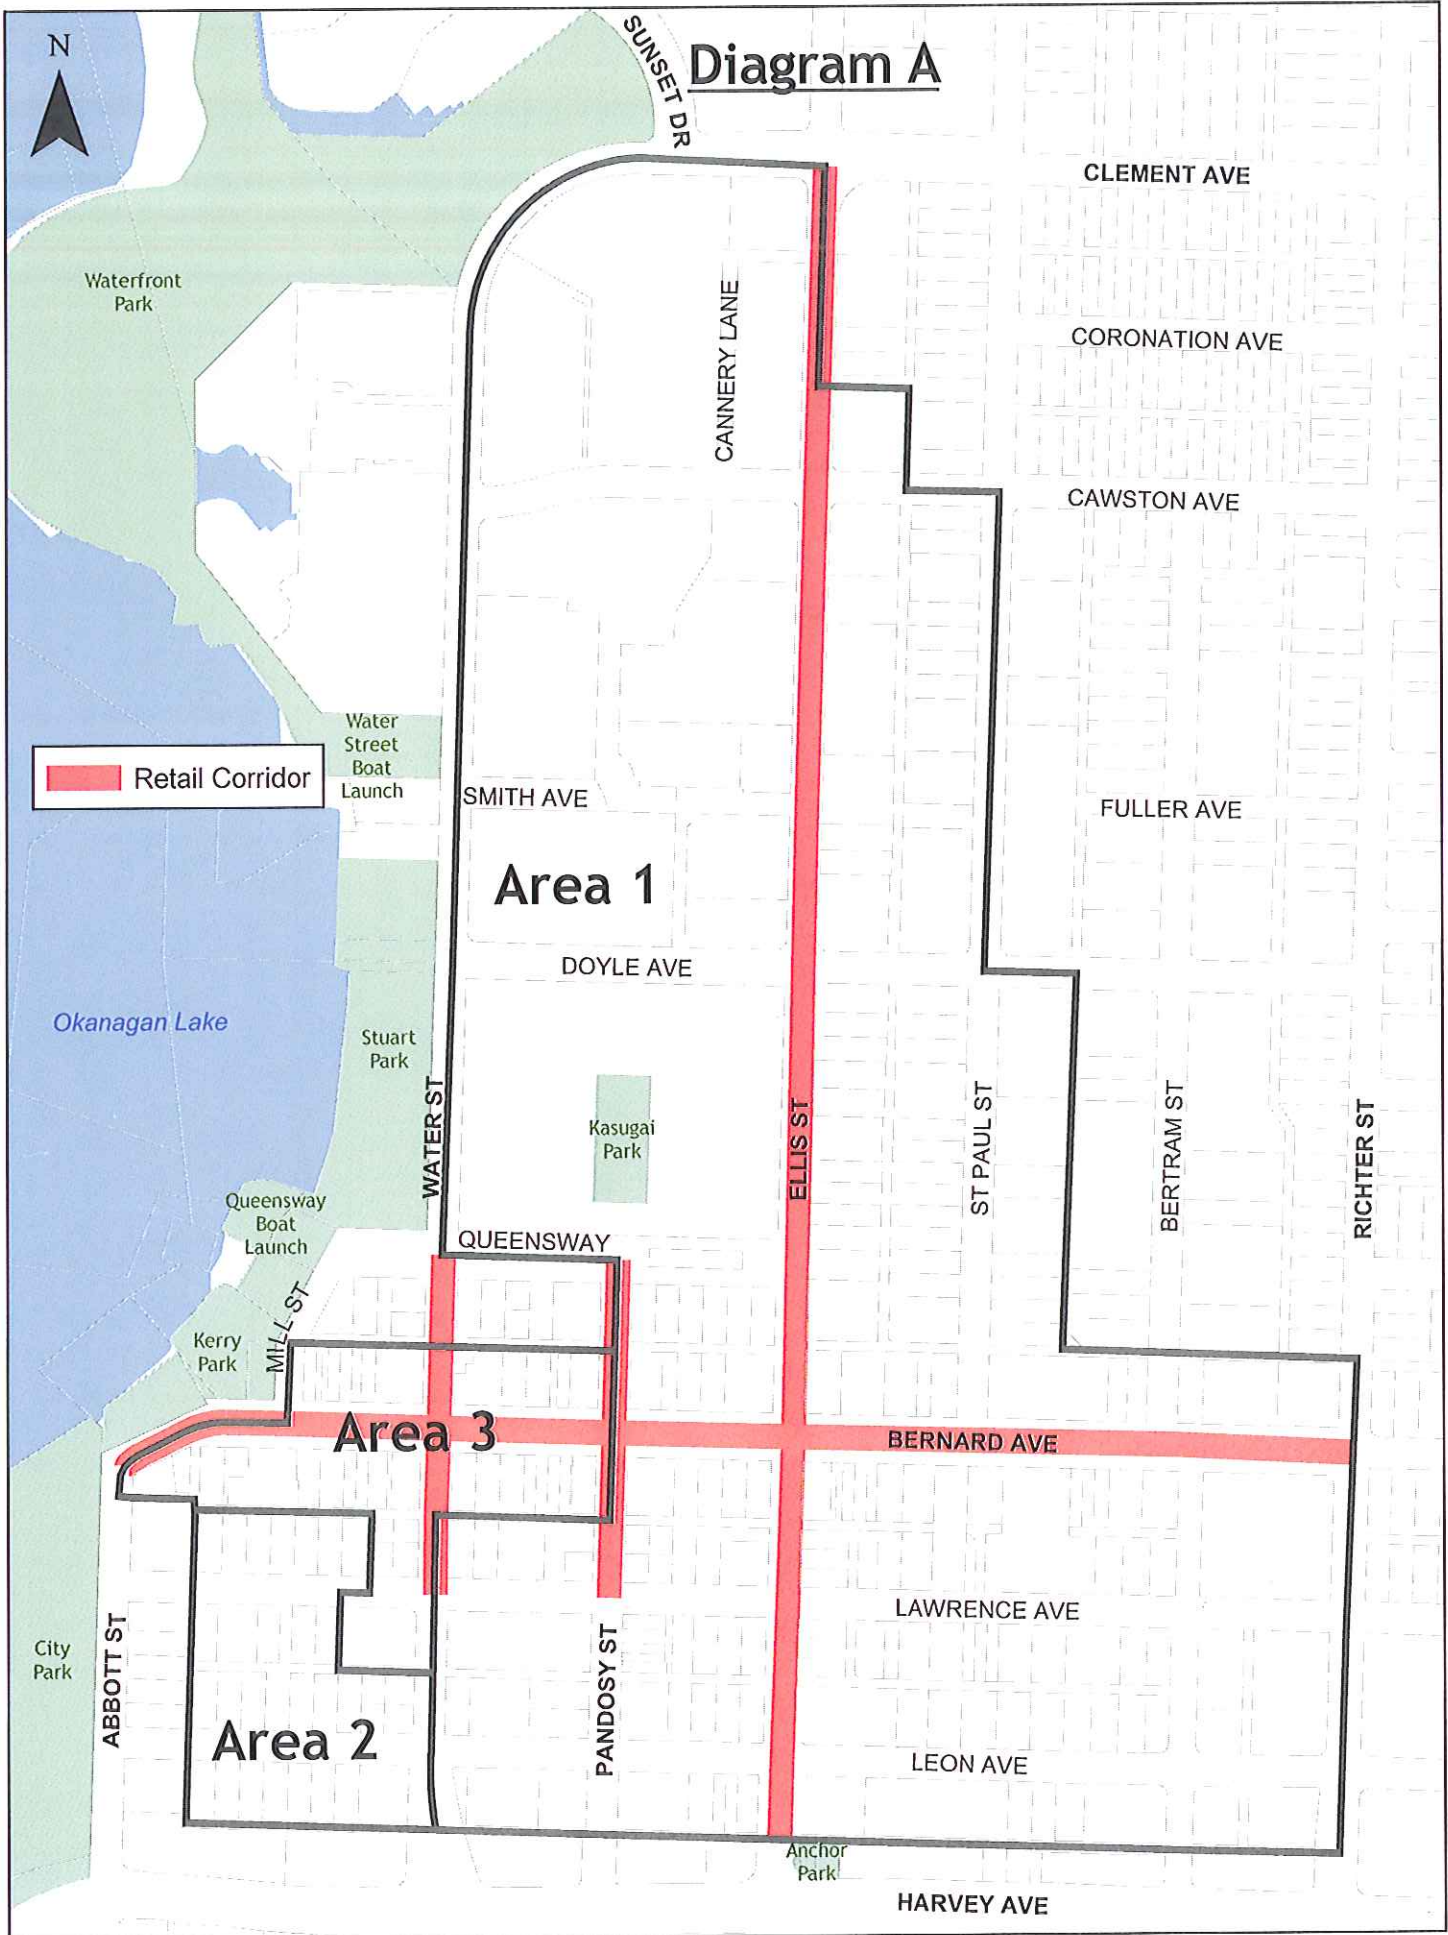 N
Diagram A
SUNSET DR
CLEMENT AVE
Waterfront
Park
CANNERY LANE
CORONATION AVE
CAWSTON AVE
Water
Street
Boat
Launch
Retail Corridor
SMITH AVE
FULLER AVE
Area 1
DOYLE AVE
Okanagan Lake
Stuart
Park
WATER ST
Kasugai
Park
ELLIS ST
ST PAUL ST
BERTRAM ST
RICHTER ST
Queensway
Boat
Launch
QUEENSWAY
MILL ST
Kerry
Park
Area 3
BERNARD AVE
LAWRENCE AVE
City
Park
ABBOTT ST
PANDOSY ST
Area 2
LEON AVE
Anchor
Park
HARVEY AVE